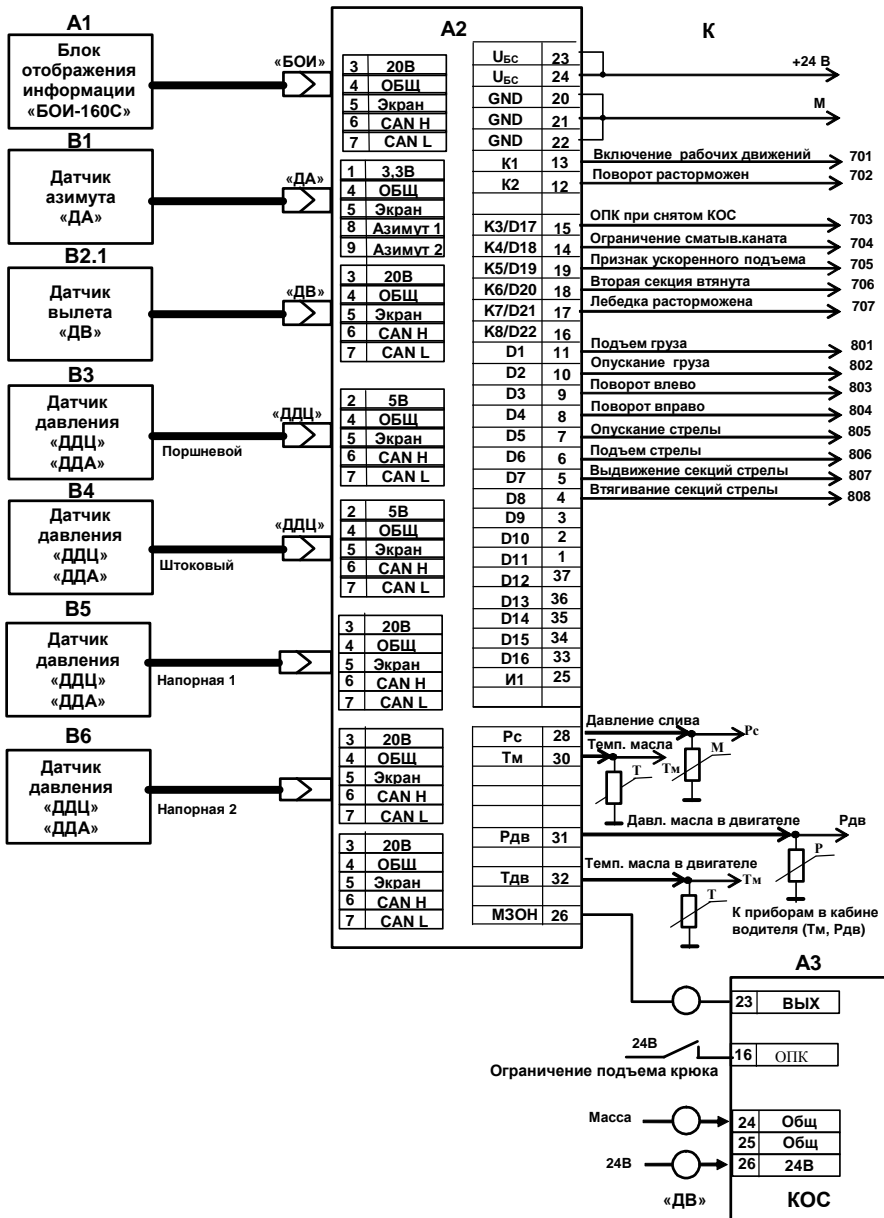 А1
Блок
отображения
информации
«БОИ-160С»
«БОИ»
В1
Датчик
азимута
«ДА»
«ДА»
В2.1
Датчик
вылета
«ДВ»
«ДВ»
В3
Датчик
давления
«ДДЦ»
«ДДА»
Поршневой
«ДДЦ»
В4
Датчик
давления
«ДДЦ»
«ДДА»
Штоковый
«ДДЦ»
В5
Датчик
давления
«ДДЦ»
«ДДА»
Напорная 1
В6
Датчик
давления
«ДДЦ»
«ДДА»
Напорная 2
А2
3 20В
4 ОБЩ
5 Экран
6 CAN H
7 CAN L
1 3,3В
4 ОБЩ
5 Экран
8 Азимут 1
9 Азимут 2
3 20В
4 ОБЩ
5 Экран
6 CAN H
7 CAN L
2 5В
4 ОБЩ
5 Экран
6 CAN H
7 CAN L
2 5В
4 ОБЩ
5 Экран
6 CAN H
7 CAN L
3 20В
4 ОБЩ
5 Экран
6 CAN H
7 CAN L
3 20В
4 ОБЩ
5 Экран
6 CAN H
7 CAN L
3 20В
4 ОБЩ
5 Экран
6 CAN H
7 CAN L
К
UБС 23
UБС 24
+24 В
GND 20
GND 21
GND 22
М
К1 13 Включение рабочих движений 701
К2 12 Поворот расторможен 702
K3/D17 15 ОПК при снятом КОС 703
K4/D18 14 Ограничение сматыв.каната 704
K5/D19 19 Признак ускоренного подъема 705
K6/D20 18 Вторая секция втянута 706
K7/D21 17 Лебедка расторможена 707
K8/D22 16
D1 11 Подъем груза 801
D2 10 Опускание груза 802
D3 9 Поворот влево 803
D4 8 Поворот вправо 804
D5 7 Опускание стрелы 805
D6 6 Подъем стрелы 806
D7 5 Выдвижение секций стрелы 807
D8 4 Втягивание секций стрелы 808
D9 3
D10 2
D11 1
D12 37
D13 36
D14 35
D15 34
D16 33
И1 25
Рс 28 Давление слива Рс
М
Тм 30 Темп. масла Тм
Т
Рдв 31 Давл. масла в двигателе Рдв
Р
Тдв 32 Темп. масла в двигателе Тм
Т
МЗОН 26
К приборам в кабине
водителя (Тм, Рдв)
А3
23 ВЫХ
24В
16 ОПК
Ограничение подъема крюка
Масса
24 Общ
25 Общ
24В
26 24В
«ДВ»
КОС